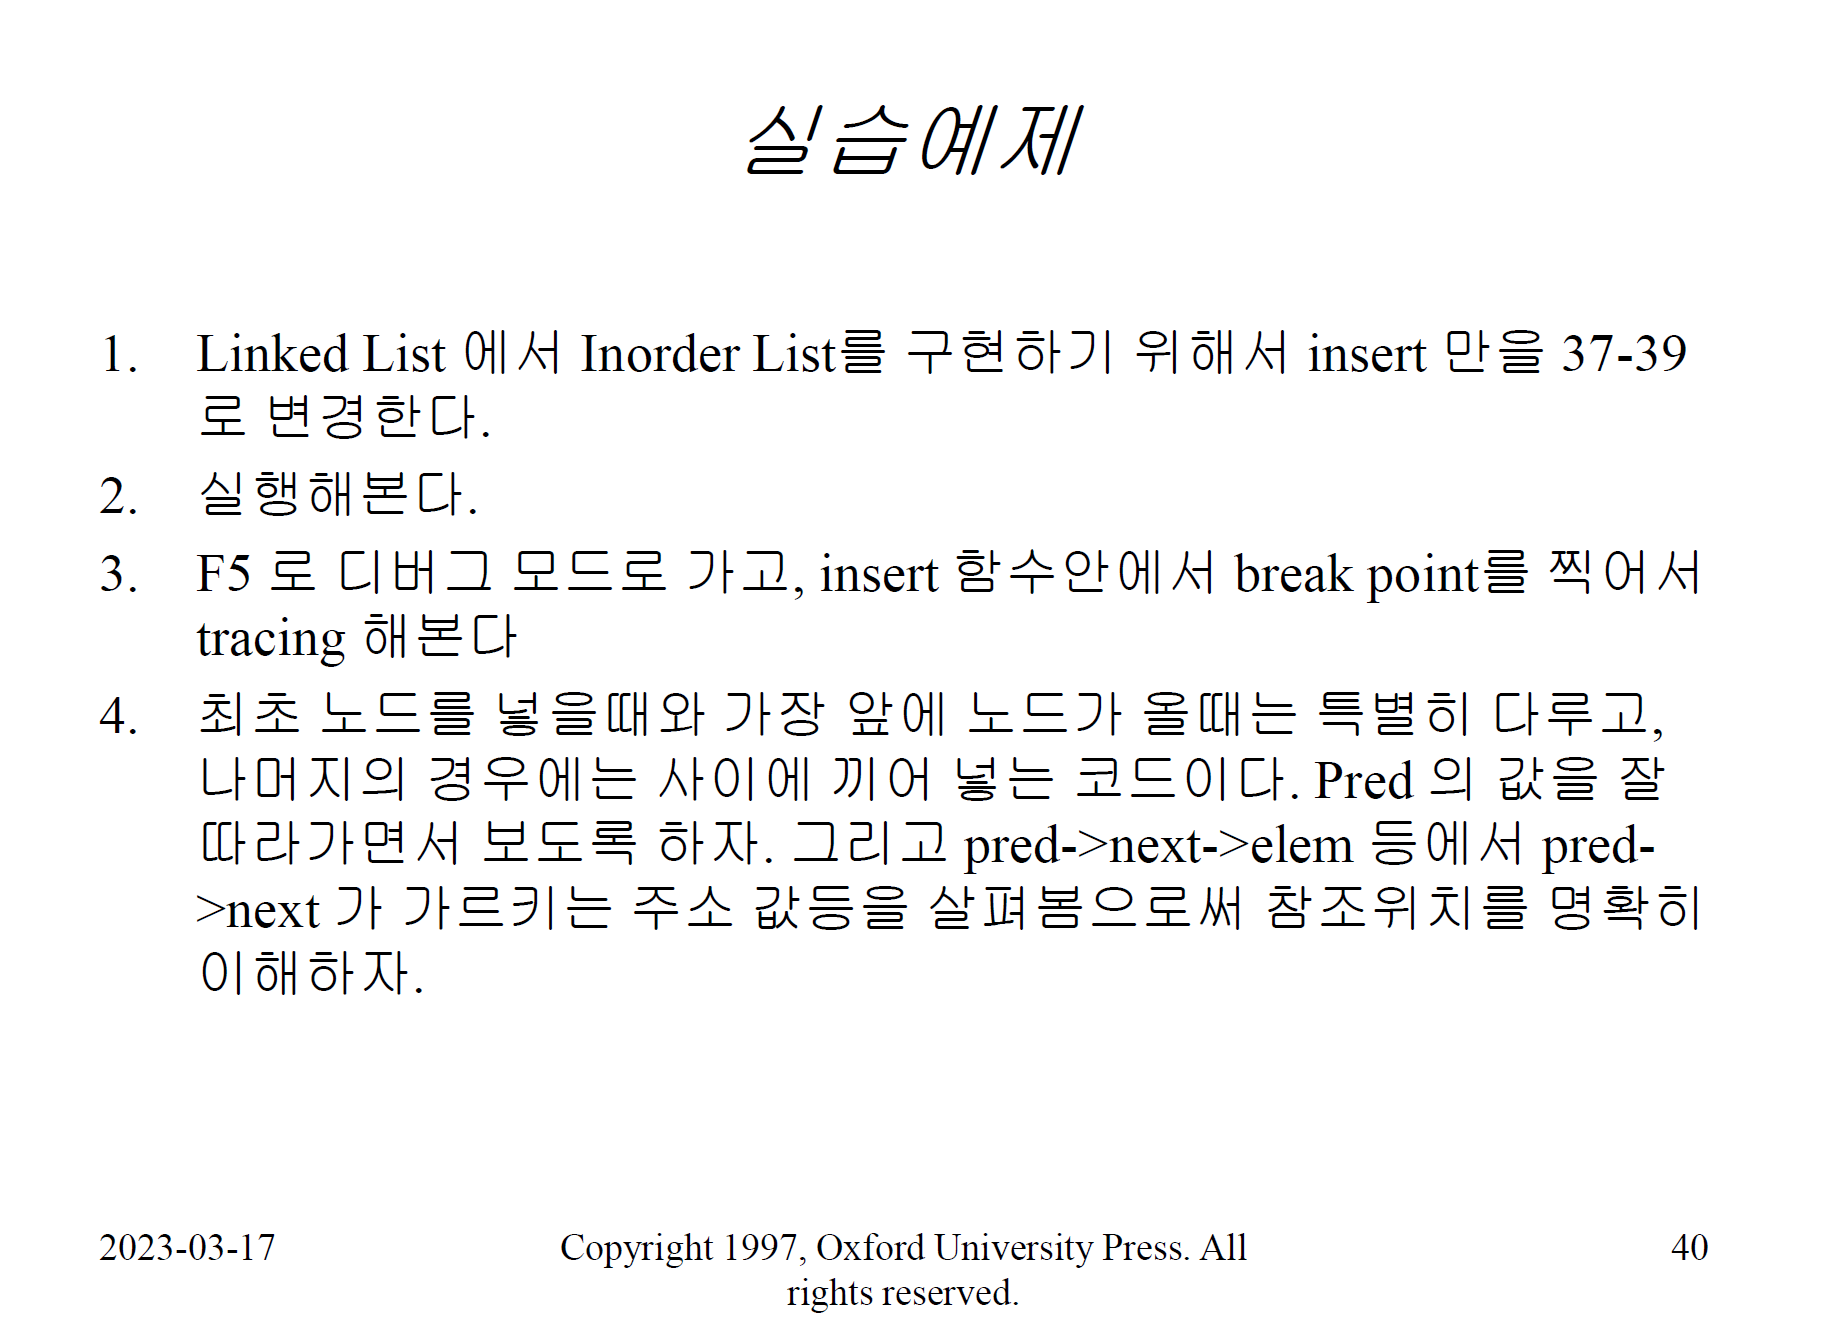 실습예제
1. Linked List 에서 Inorder List를 구현하기 위해서 insert 만을 37-39
로 변경한다.
2. 실행해본다.
3. F5 로 디버그 모드로 가고, insert 함수안에서 break point를 찍어서
tracing 해본다
4. 최초 노드를 넣을때와 가장 앞에 노드가 올때는 특별히 다루고,
나머지의 경우에는 사이에 끼어 넣는 코드이다. Pred 의 값을 잘
따라가면서 보도록 하자. 그리고 pred->next->elem 등에서 pred-
>next 가 가르키는 주소 값등을 살펴봄으로써 참조위치를 명확히
이해하자.
2023-03-17
Copyright 1997, Oxford University Press. All
rights reserved.
40